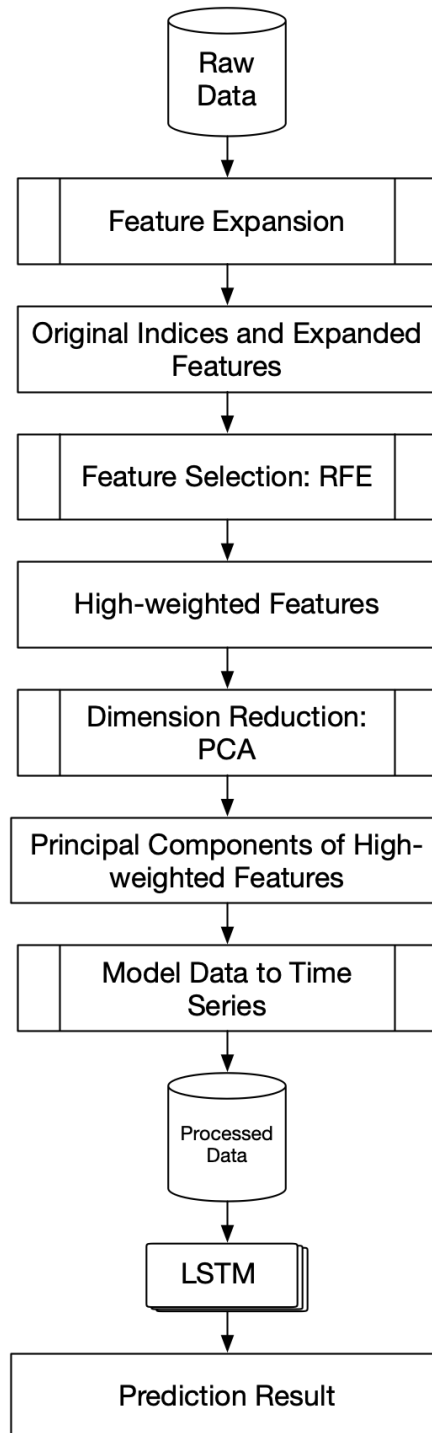 Raw
Data
Feature Expansion
Original Indices and Expanded
Features
Feature Selection: RFE
High-weighted Features
Dimension Reduction:
PCA
Principal Components of High-
weighted Features
Model Data to Time
Series
Processed
Data
LSTM
Prediction Result